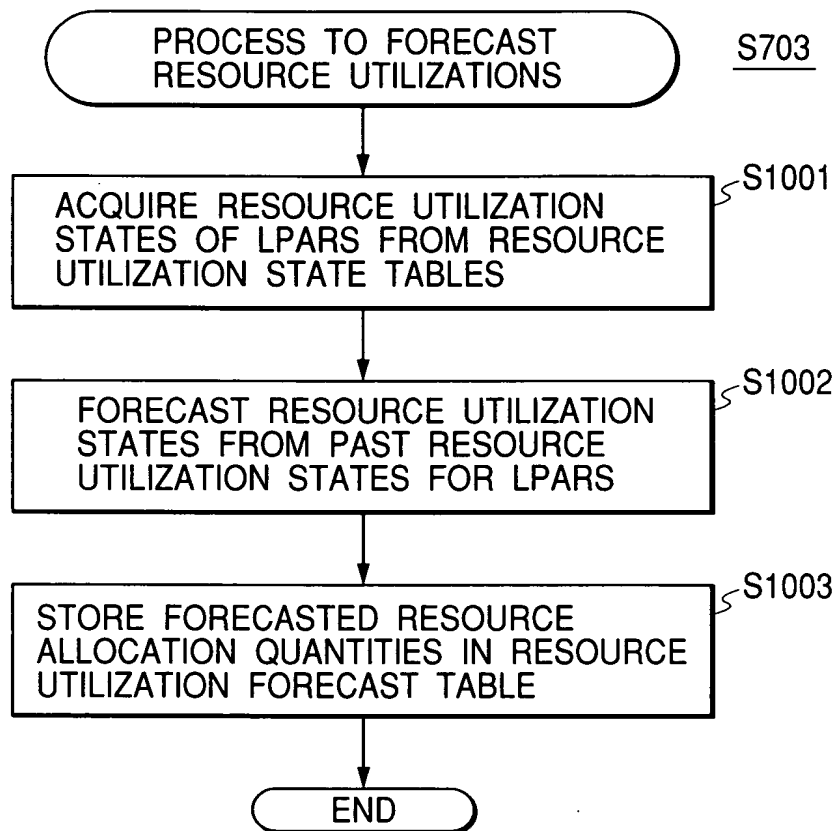 PROCESS TO FORECAST
RESOURCE UTILIZATIONS
S703
S1001
ACQUIRE RESOURCE UTILIZATION
STATES OF LPARS FROM RESOURCE
UTILIZATION STATE TABLES
S1002
FORECAST RESOURCE UTILIZATION
STATES FROM PAST RESOURCE
UTILIZATION STATES FOR LPARS
S1003
STORE FORECASTED RESOURCE
ALLOCATION QUANTITIES IN RESOURCE
UTILIZATION FORECAST TABLE
END